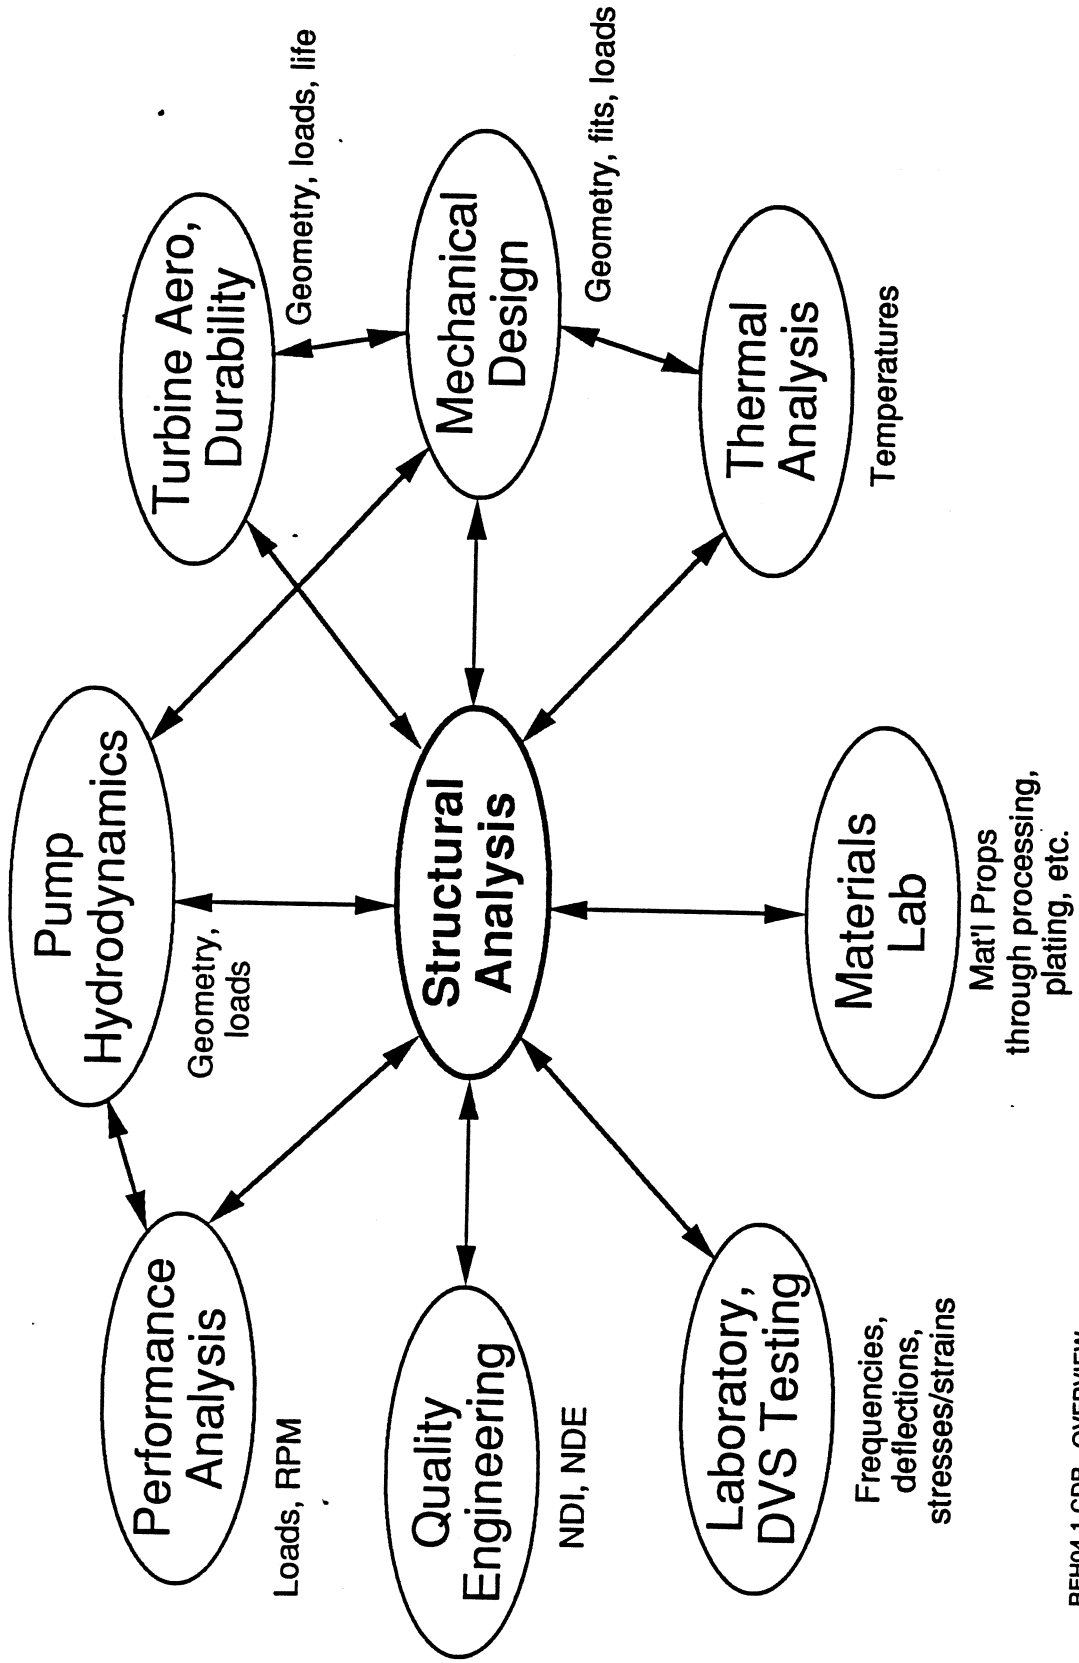 Pump
Hydrodynamics
Geometry,
loads
Performance
Analysis
Loads, RPM
Turbine Aero,
Durability
Geometry, loads, life
Quality
Engineering
NDI, NDE
Structural
Analysis
Mechanical
Design
Geometry, fits, loads
Laboratory,
DVS Testing
Frequencies,
deflections,
stresses/strains
Materials
Lab
Mat'l Props
through processing,
plating, etc.
Thermal
Analysis
Temperatures